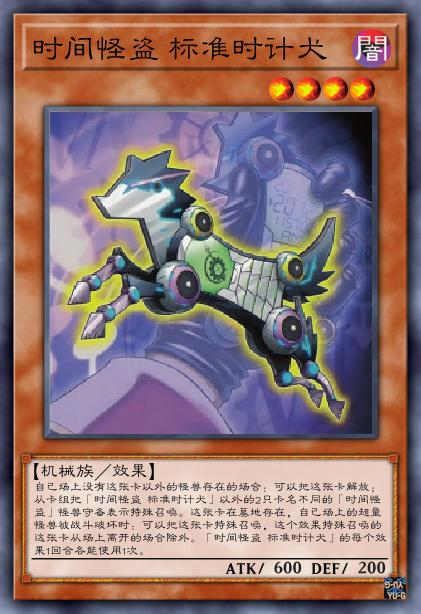 时间怪盗 标准时计犬
闇
【机械族／效果】
自己场上没有这张卡以外的怪兽存在的场合：可以把这张卡解放；
从卡组把「时间怪盗 标准时计犬」以外的2只卡名不同的「时间怪
盗」怪兽守备表示特殊召唤。这张卡在墓地存在，自己场上的超量
怪兽被战斗破坏时：可以把这张卡特殊召唤，这个效果特殊召唤的
这张卡从场上离开的场合除外。「时间怪盗 标准时计犬」的每个效
果1回合各能使用1次。
ATK/ 600 DEF/ 200